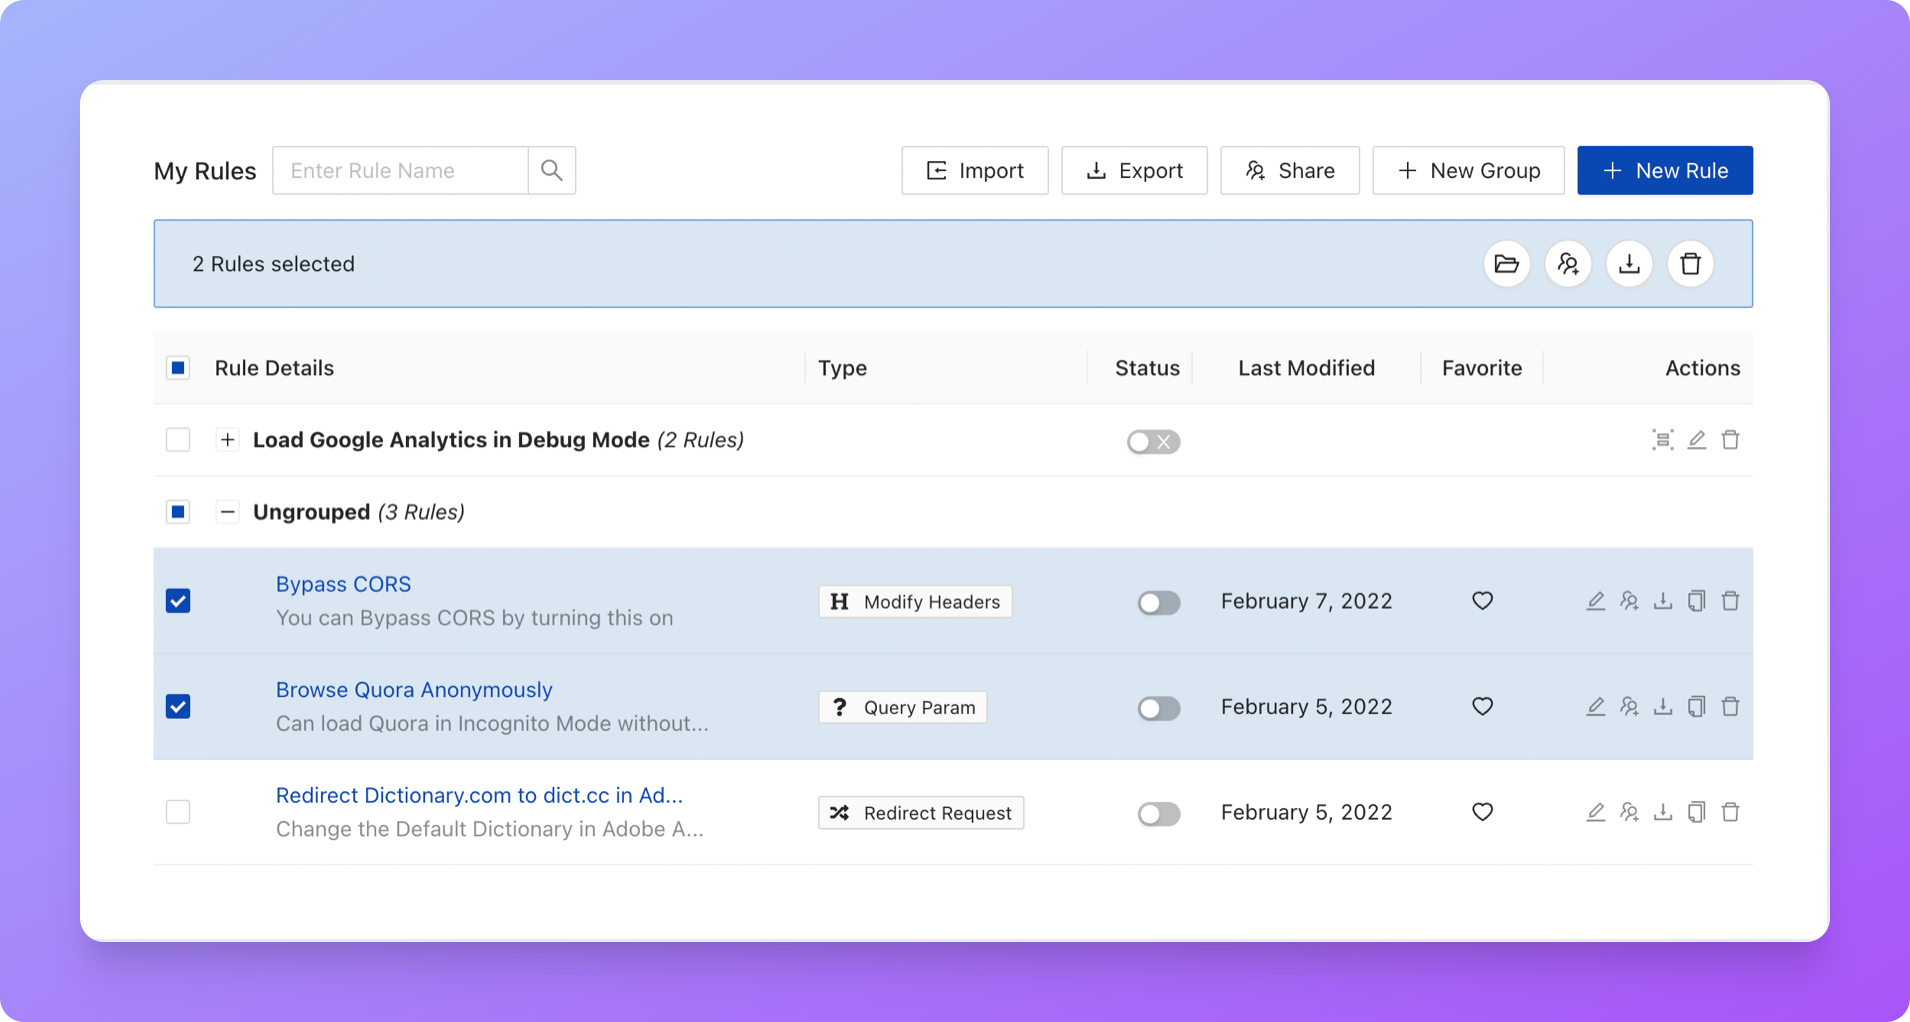 My Rules
Enter Rule Name
Import
Export
Share
New Group
New Rule
2 Rules selected
Rule Details
Type
Status
Last Modified
Favorite
Actions
Load Google Analytics in Debug Mode (2 Rules)
Ungrouped (3 Rules)
Bypass CORS
You can Bypass CORS by turning this on
H Modify Headers
February 7, 2022
Browse Quora Anonymously
Can load Quora in Incognito Mode without...
? Query Param
February 5, 2022
Redirect Dictionary.com to dict.cc in Ad...
Change the Default Dictionary in Adobe A...
Redirect Request
February 5, 2022